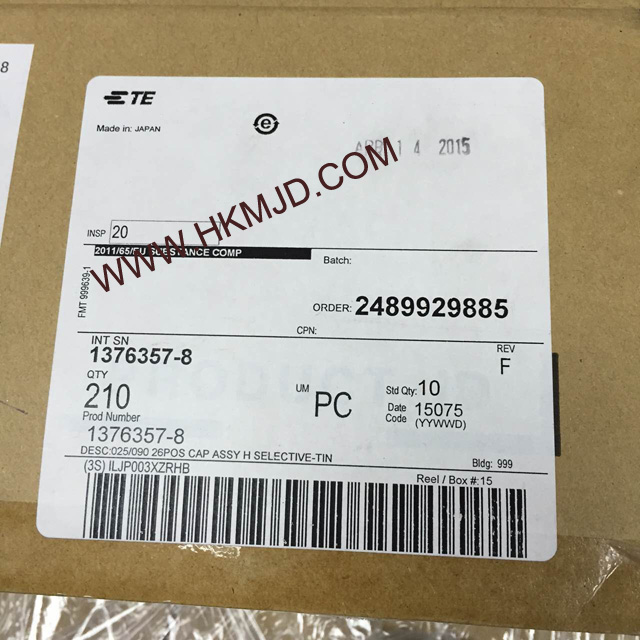 8
TE
Made in: JAPAN
e
APR 14 2015
WWW.HKMJD.COM
INSP 20
2011/65/EU SUBSTANCE COMP
Batch:
FMT 999639-1
ORDER: 2489929885
CPN:
INT SN
1376357-8
REV
F
QTY
210
UM PC
Std Qty: 10
Date Code 15075
(YYWWD)
Prod Number
1376357-8
DESC:025/090 26POS CAP ASSY H SELECTIVE-TIN
Bldg: 999
(3S) ILJP003XZRHB
Reel / Box #:15